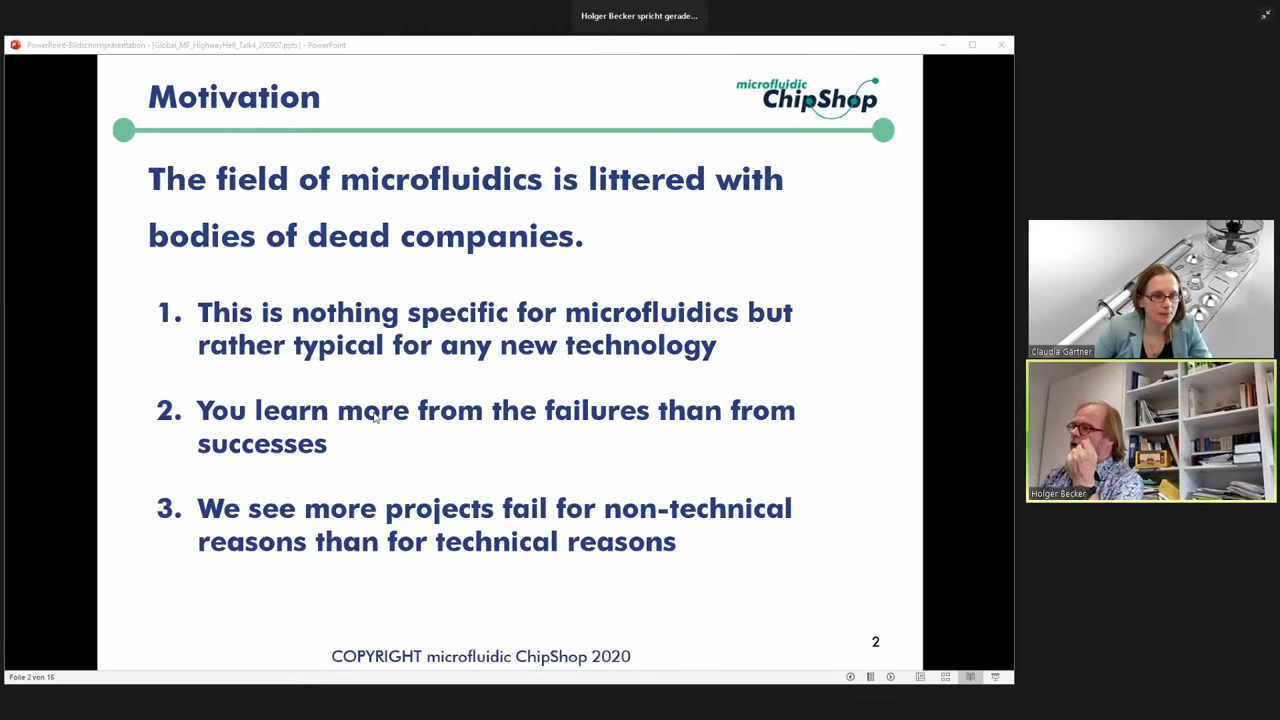 Holger Becker spricht gerade...
PowerPoint-Bildschirmpräsentation - [Global_MF_HighwayHell_Talk4_200907.pptx] - PowerPoint
Motivation
microfluidic
ChipShop
The field of microfluidics is littered with
bodies of dead companies.
1. This is nothing specific for microfluidics but
rather typical for any new technology
2. You learn more from the failures than from
successes
3. We see more projects fail for non-technical
reasons than for technical reasons
2
COPYRIGHT microfluidic ChipShop 2020
Folie 2 von 16
Claudia Gärtner
Holger Becker